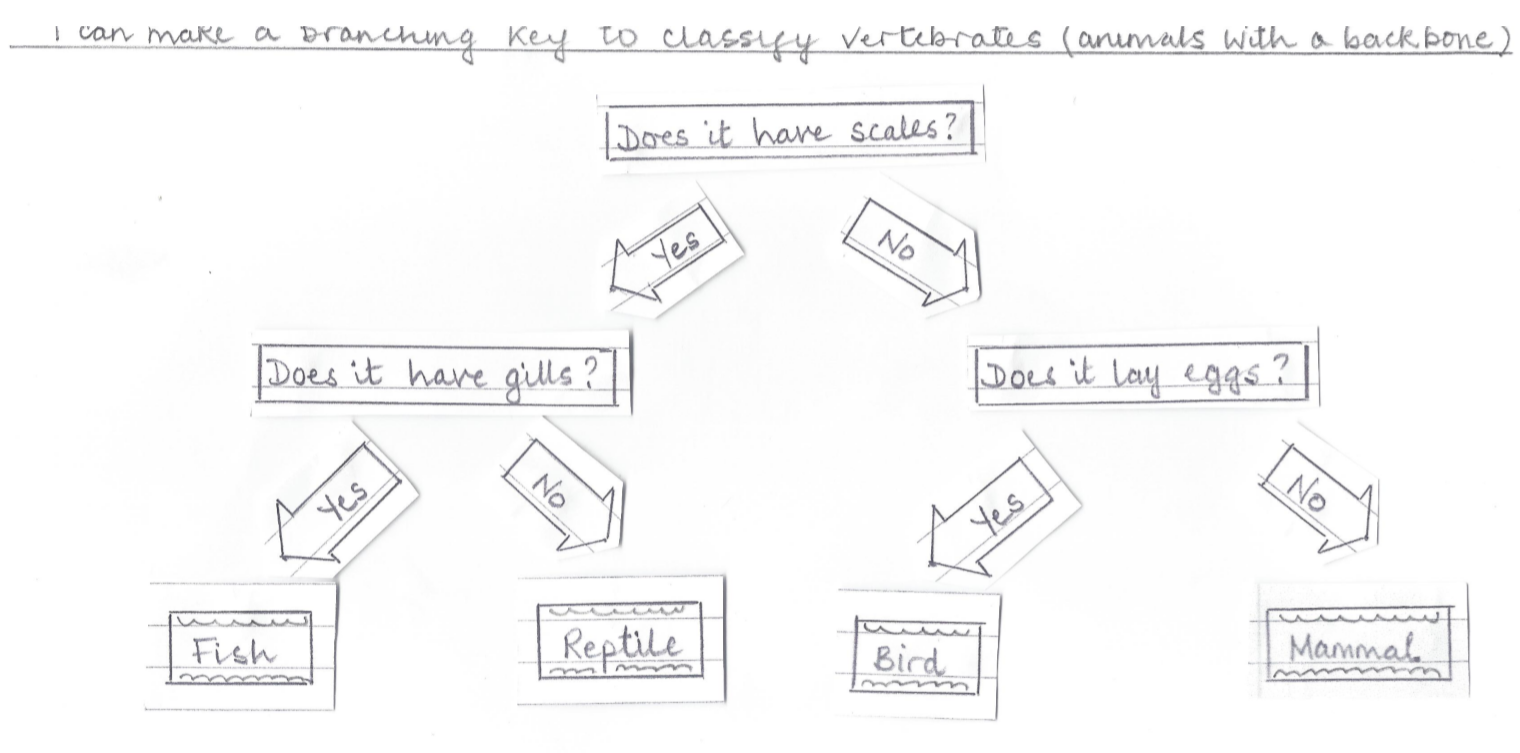 I can make a branching key to classify vertebrates (animals with a backbone)
Does it have scales?
Yes
No
Does it have gills?
Does it lay eggs?
Yes
No
Yes
No
Fish
Reptile
Bird
Mammal